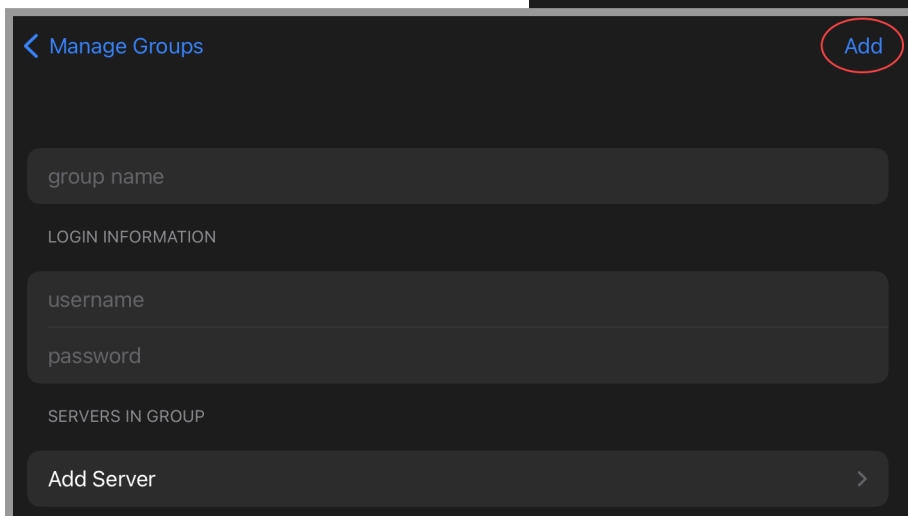 Manage Groups
Add
group name
LOGIN INFORMATION
username
password
SERVERS IN GROUP
Add Server